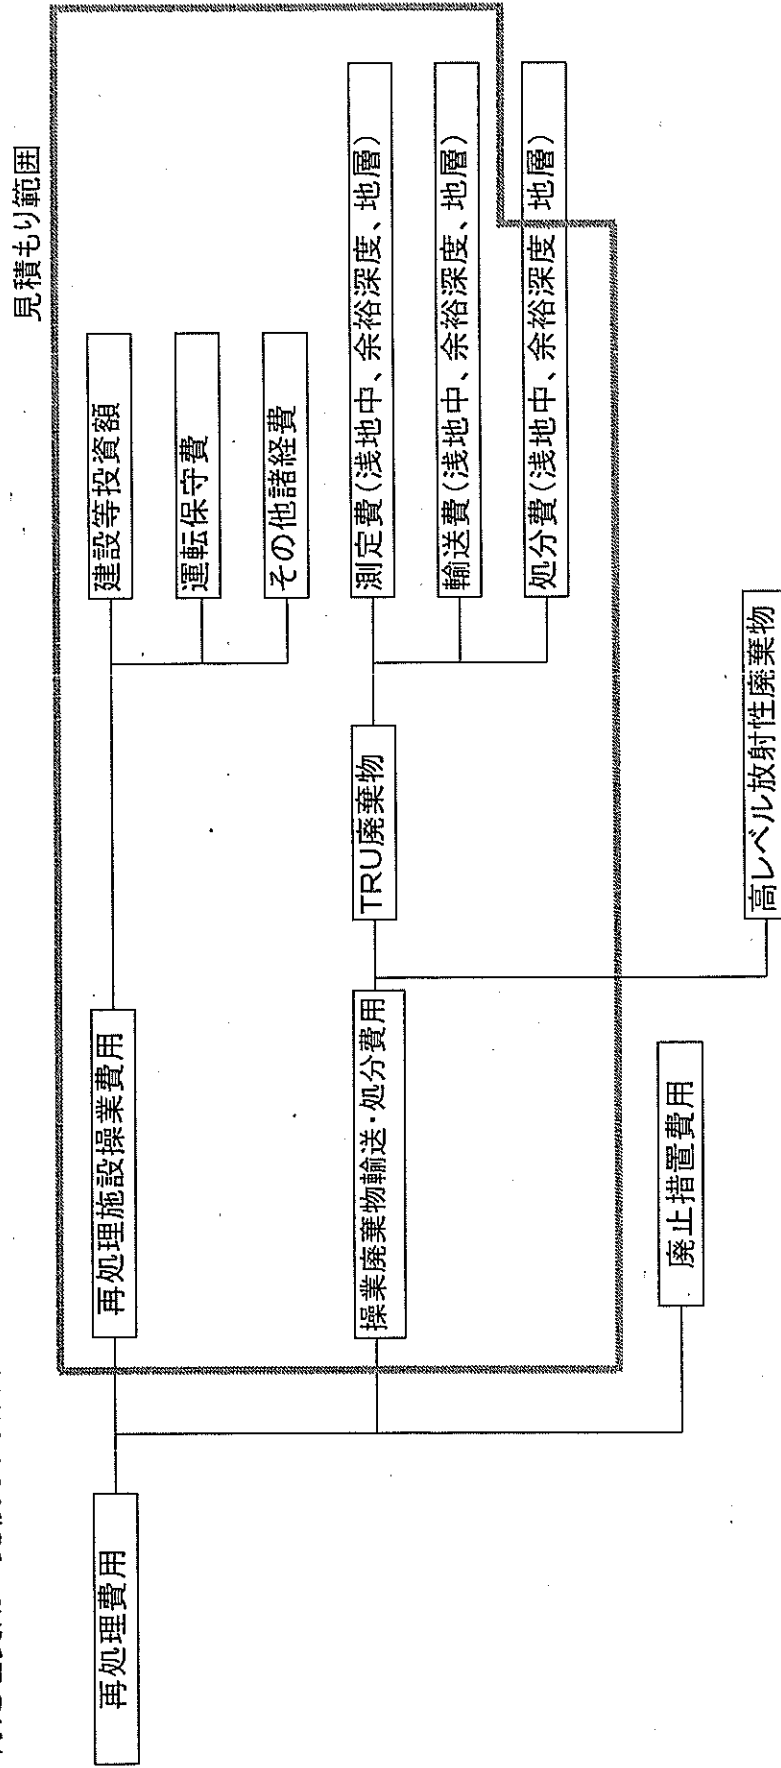 見積もり範囲
再処理費用
再処理施設操業費用
建設等投資額
運転保守費
その他諸経費
操業廃棄物輸送・処分費用
TRU廃棄物
測定費(浅地中、余裕深度、地層)
輸送費(浅地中、余裕深度、地層)
処分費(浅地中、余裕深度、地層)
高レベル放射性廃棄物
廃止措置費用